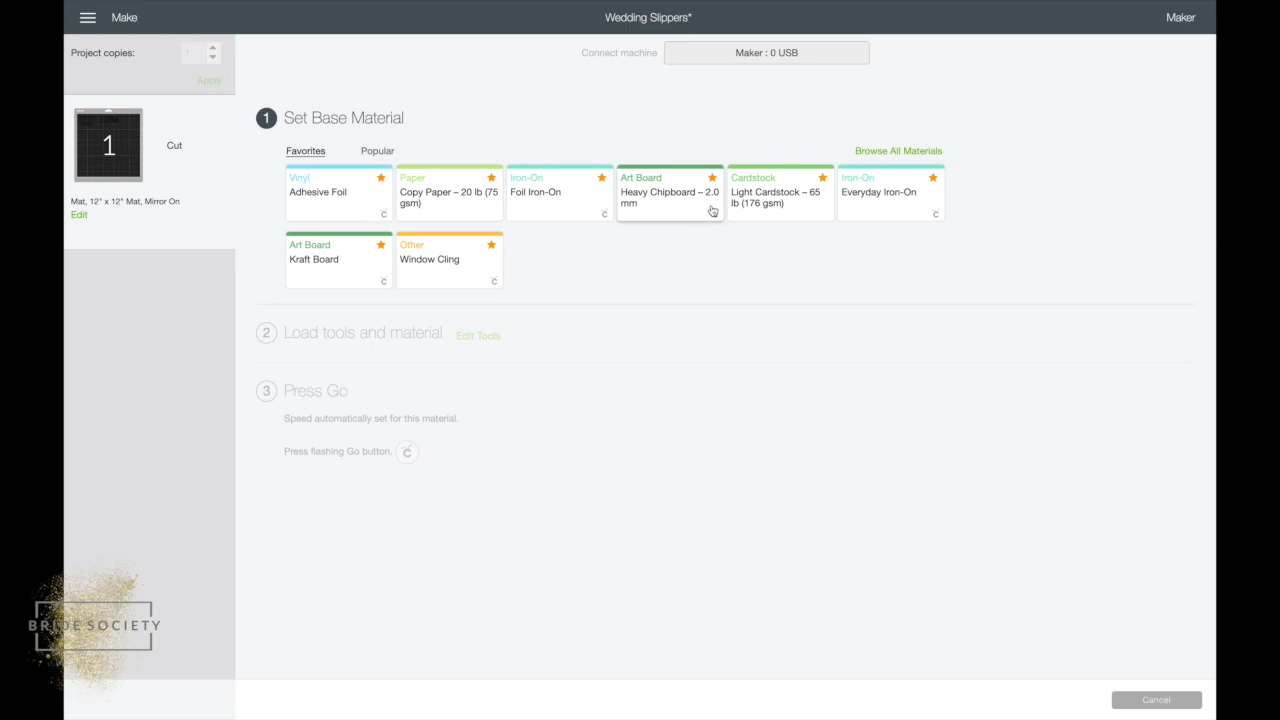 Make
Wedding Slippers*
Maker
Project copies:
1
Apply
Connect machine
Maker : 0 USB
1
Cut
Mat, 12" x 12" Mat, Mirror On
Edit
1 Set Base Material
Favorites
Popular
Browse All Materials
Vinyl
Adhesive Foil
Paper
Copy Paper – 20 lb (75
gsm)
Iron-On
Foil Iron-On
Art Board
Heavy Chipboard – 2.0
mm
Cardstock
Light Cardstock – 65
lb (176 gsm)
Iron-On
Everyday Iron-On
Art Board
Kraft Board
Other
Window Cling
2 Load tools and material
Edit Tools
3 Press Go
Speed automatically set for this material.
Press flashing Go button.
BRIDE SOCIETY
Cancel